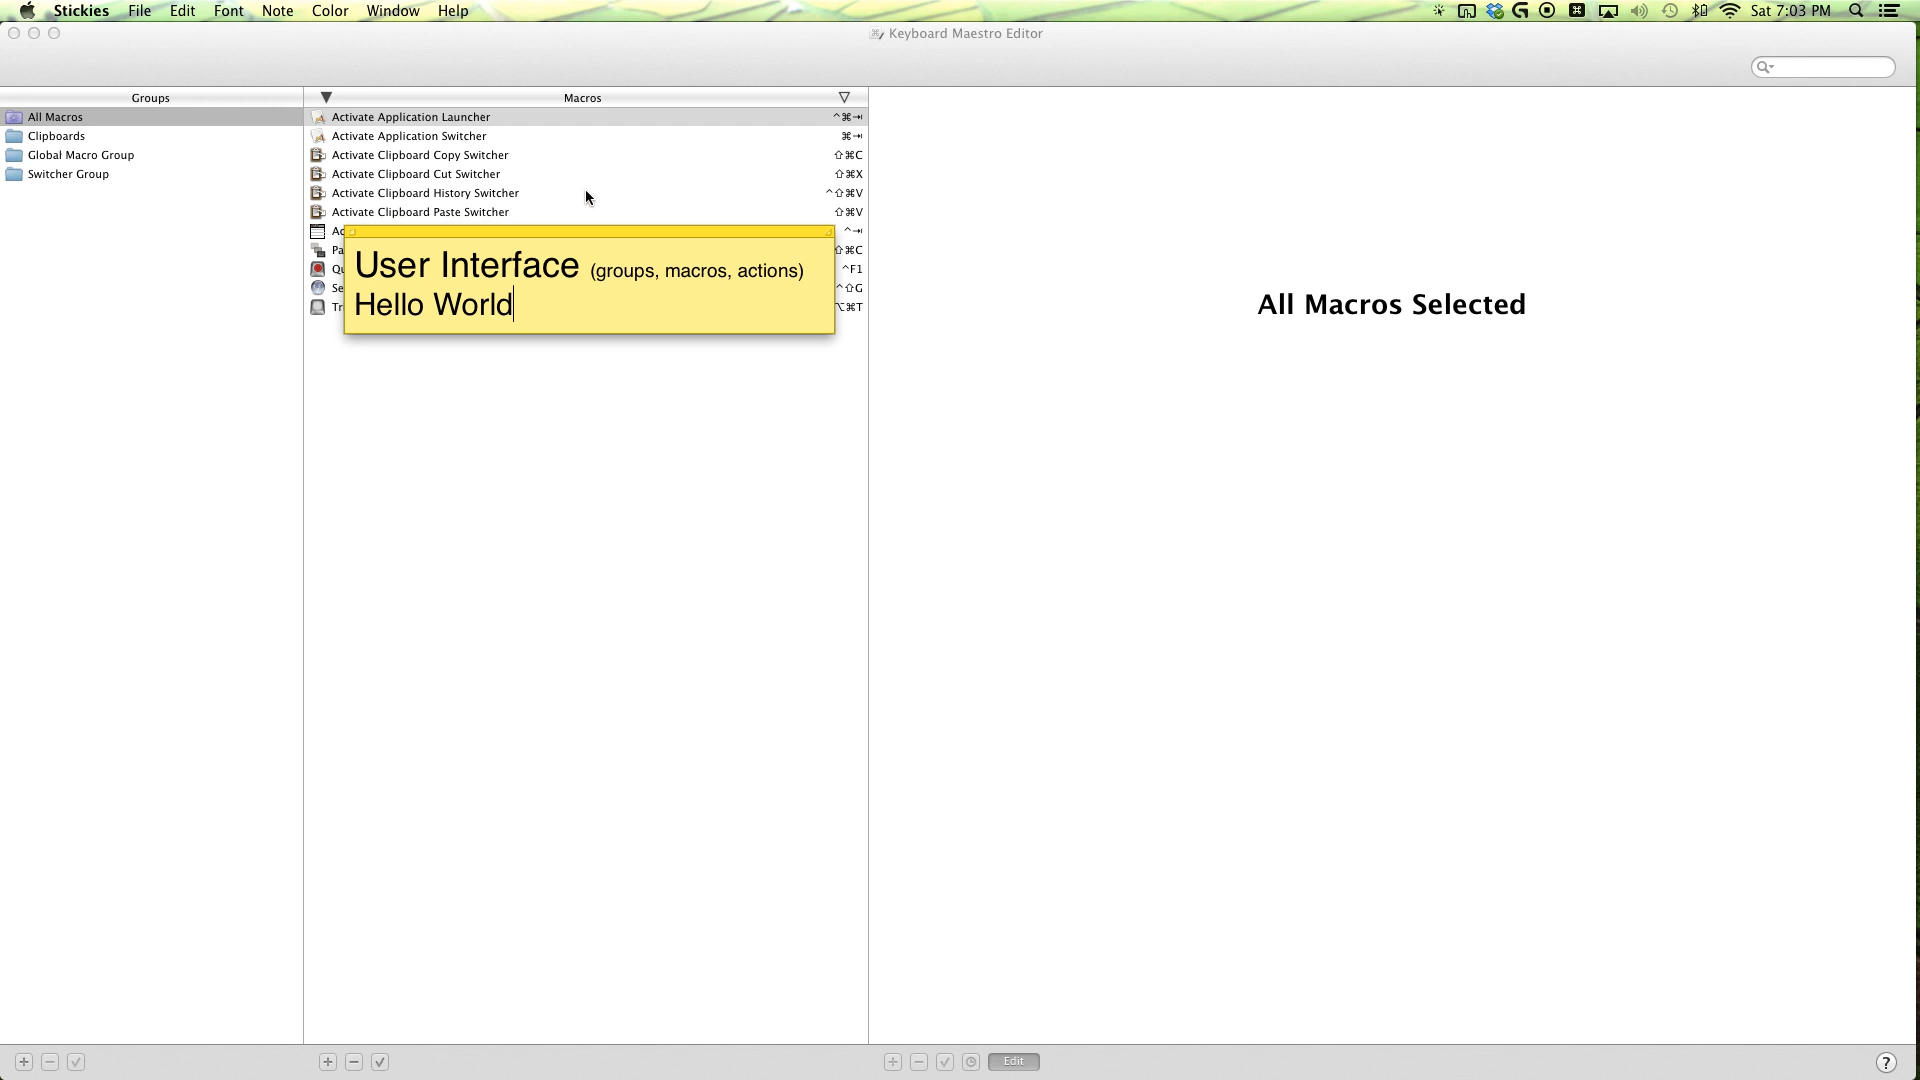 Stickies File Edit Font Note Color Window Help Sat 7:03 PM
Keyboard Maestro Editor
Groups Macros
All Macros
Clipboards
Global Macro Group
Switcher Group
Activate Application Launcher ^⌘⇥
Activate Application Switcher ⌘⇥
Activate Clipboard Copy Switcher ⇧⌘C
Activate Clipboard Cut Switcher ⇧⌘X
Activate Clipboard History Switcher ^⇧⌘V
Activate Clipboard Paste Switcher ⇧⌘V
^⇥
⇧⌘C
^F1
^⇧G
⌥⌘T
User Interface (groups, macros, actions)
Hello World
All Macros Selected
Edit
?